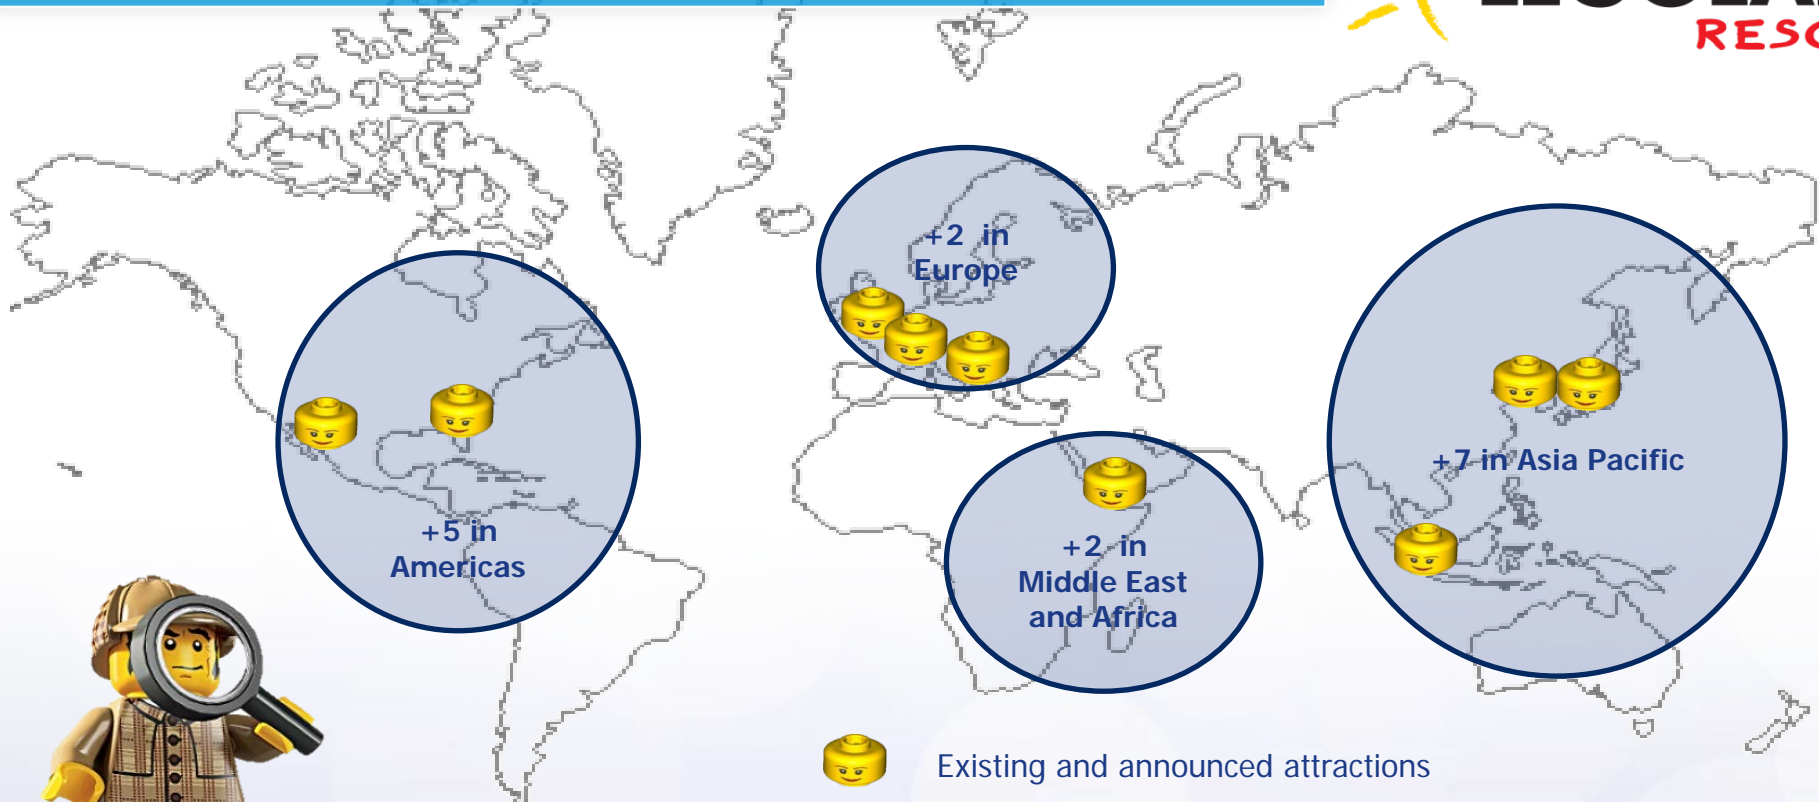 +2 in
Europe
+7 in Asia Pacific
+5 in
Americas
+2 in
Middle East
and Africa
Existing and announced attractions